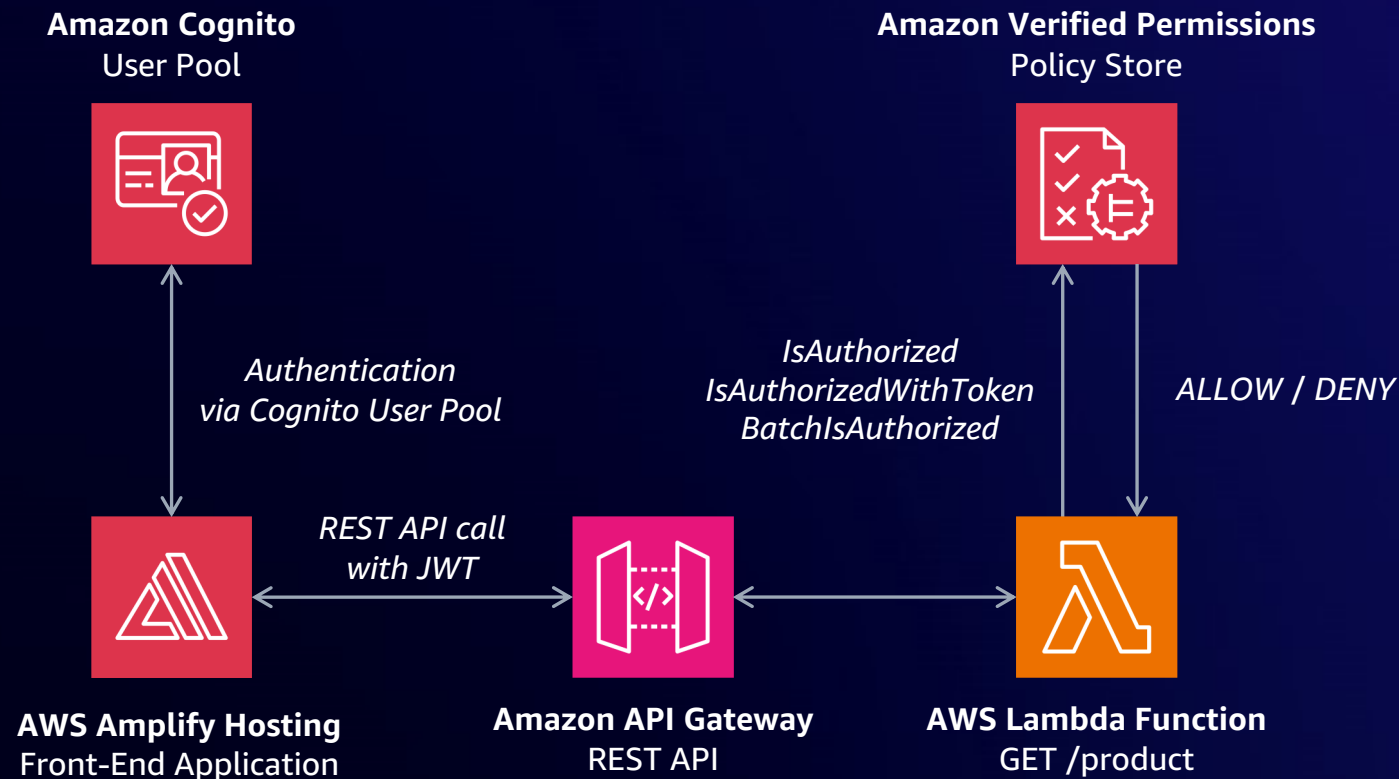 Amazon Cognito
User Pool
Amazon Verified Permissions
Policy Store
Authentication
via Cognito User Pool
IsAuthorized
IsAuthorizedWithToken
BatchIsAuthorized
ALLOW / DENY
REST API call
with JWT
</>
AWS Amplify Hosting
Front-End Application
Amazon API Gateway
REST API
AWS Lambda Function
GET /product